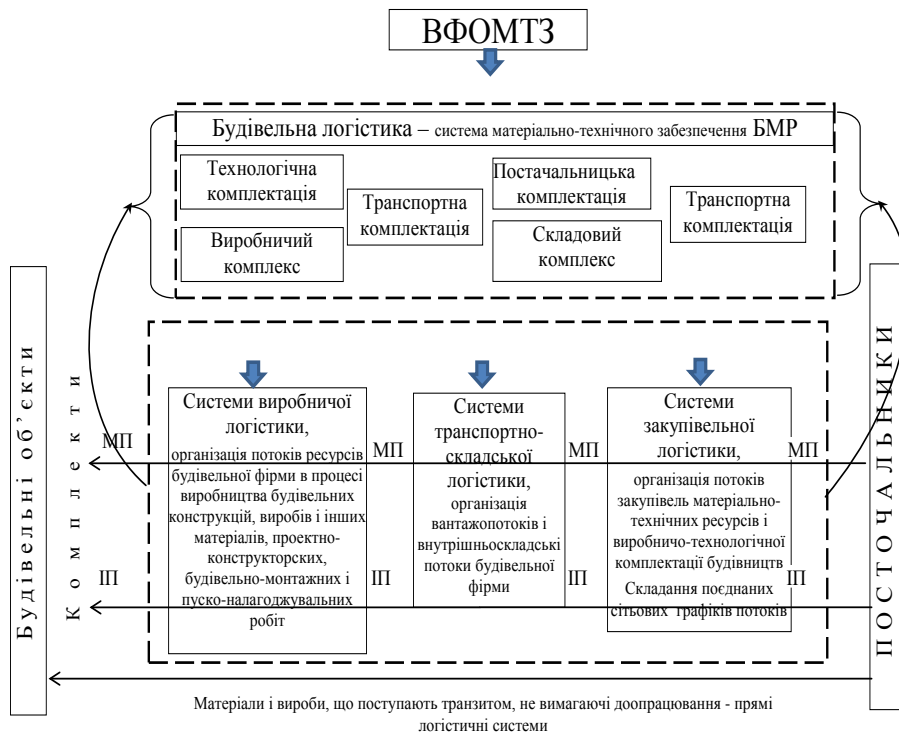 ВФОМТЗ
Будівельна логістика – система матеріально-технічного забезпечення БМР
Технологічна
комплектація
Транспортна
комплектація
Виробничий
комплекс
Постачальницька
комплектація
Транспортна
комплектація
Складовий
комплекс
Будівельні об’єкти
Комплекти
ПОСТОЧАЛЬНИКИ
Системи виробничої
логістики,
організація потоків ресурсів
будівельної фірми в процесі
виробництва будівельних
конструкцій, виробів і інших
матеріалів, проектно-
конструкторских,
будівельно-монтажних і
пуско-налагоджувальних
робіт
Системи
транспортно-
складської
логістики,
організація
вантажопотоків і
внутрішньоскладські
потоки будівельної
фірми
Системи
закупівельної
логістики,
організація потоків
закупівель матеріально-
технічних ресурсів і
виробничо-технологічної
комплектації будівництв
Складання поєднаних
сітьових графіків потоків
МП
МП
МП
МП
ІП
ІП
ІП
ІП
Матеріали і вироби, що поступають транзитом, не вимагаючі доопрацювання - прямі
логістичні системи